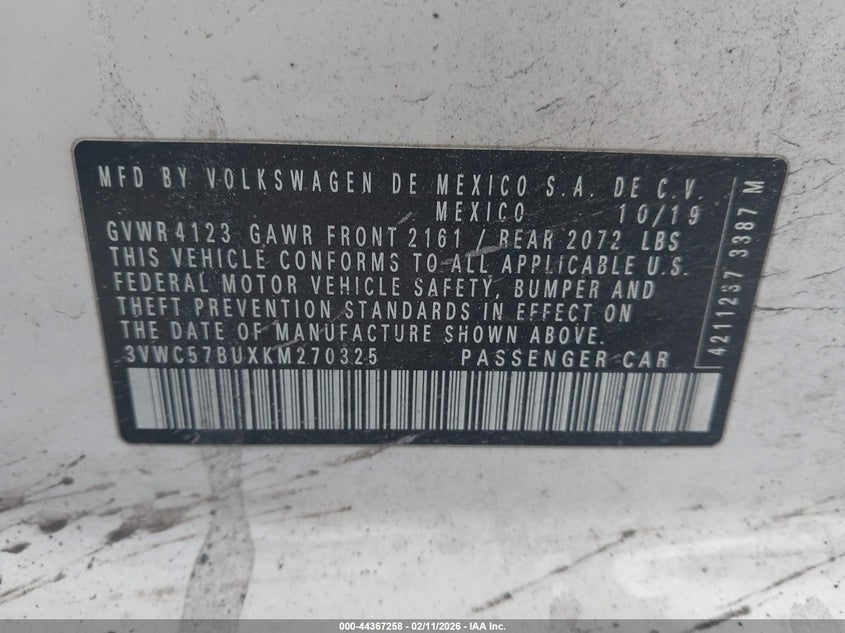 MFD BY VOLKSWAGEN DE MEXICO S.A. DE C.V.
MEXICO 10/19
GVWR 4123 GAWR FRONT 2161 / REAR 2072 LBS
THIS VEHICLE CONFORMS TO ALL APPLICABLE U.S.
FEDERAL MOTOR VEHICLE SAFETY, BUMPER AND
THEFT PREVENTION STANDARDS IN EFFECT ON
THE DATE OF MANUFACTURE SHOWN ABOVE.
3VWC57BUXKM270325 PASSENGER CAR
4211237 3387 M
000-44367258 - 02/11/2026 - IAA Inc.